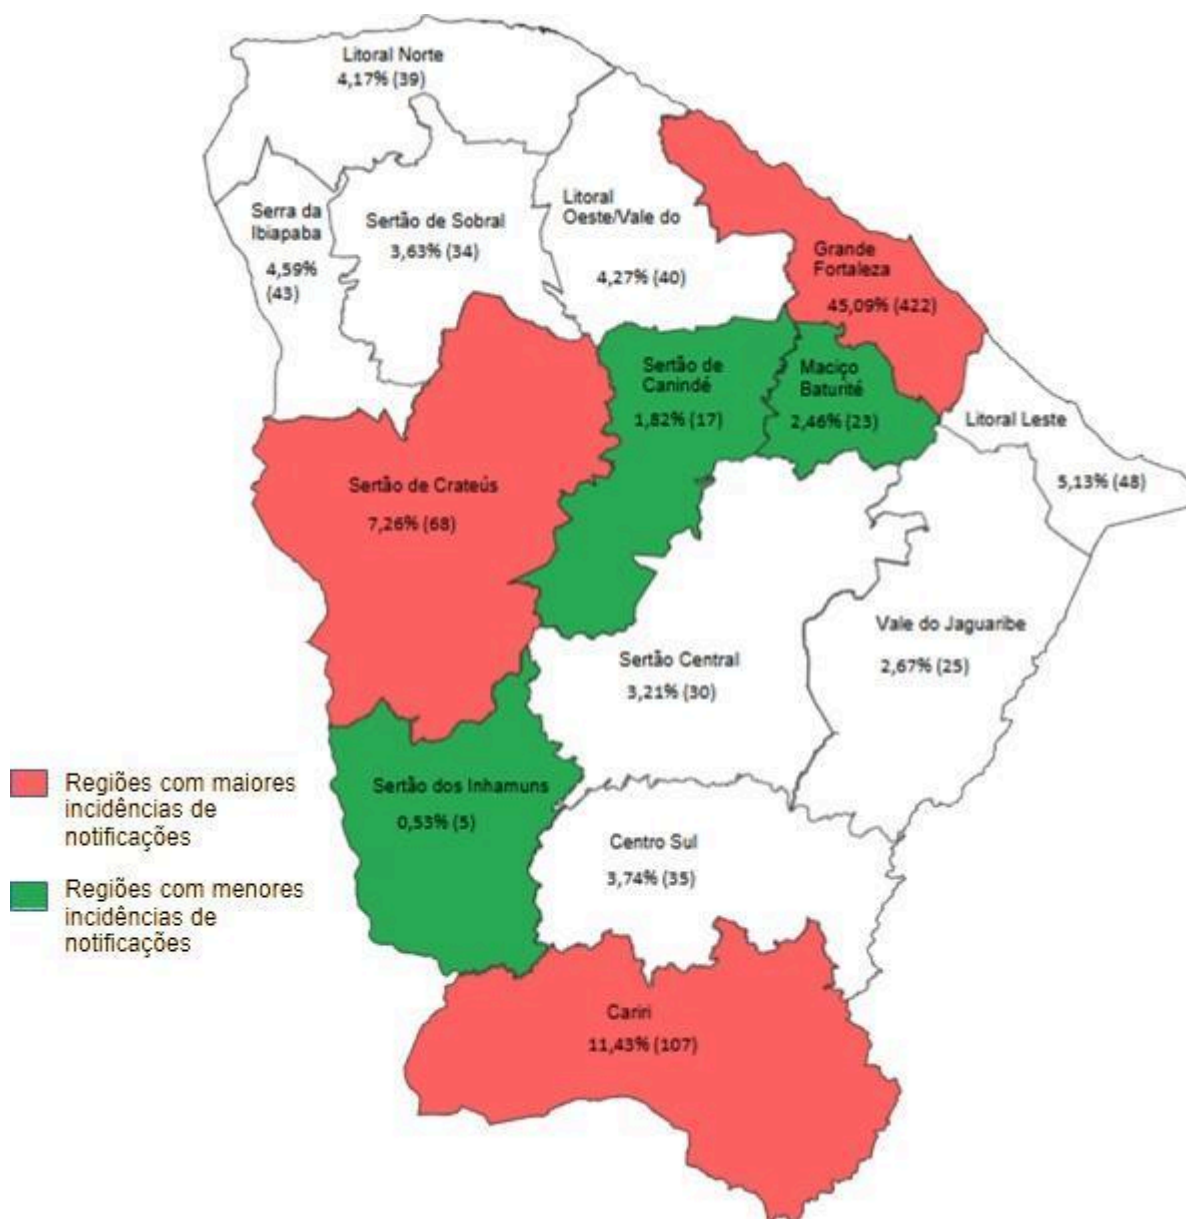 Litoral Norte
4,17% (39)
Serra da
Ibiapaba
4,59%
(43)
Sertão de Sobral
3,63% (34)
Litoral
Oeste/Vale do
4,27% (40)
Grande
Fortaleza
45,09% (422)
Sertão de
Canindé
1,82% (17)
Maciço
Baturité
2,46% (23)
Litoral Leste
5,13% (48)
Sertão de Crateús
7,26% (68)
Sertão Central
3,21% (30)
Vale do Jaguaribe
2,67% (25)
Sertão dos Inhamuns
0,53% (5)
Centro Sul
3,74% (35)
Cariri
11,43% (107)
Regiões com maiores
incidências de
notificações
Regiões com menores
incidências de
notificações